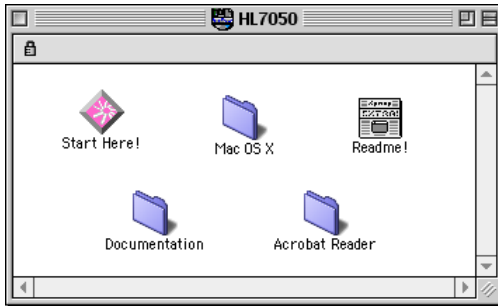 HL7050
Start Here!
Mac OS X
Readme!
Documentation
Acrobat Reader